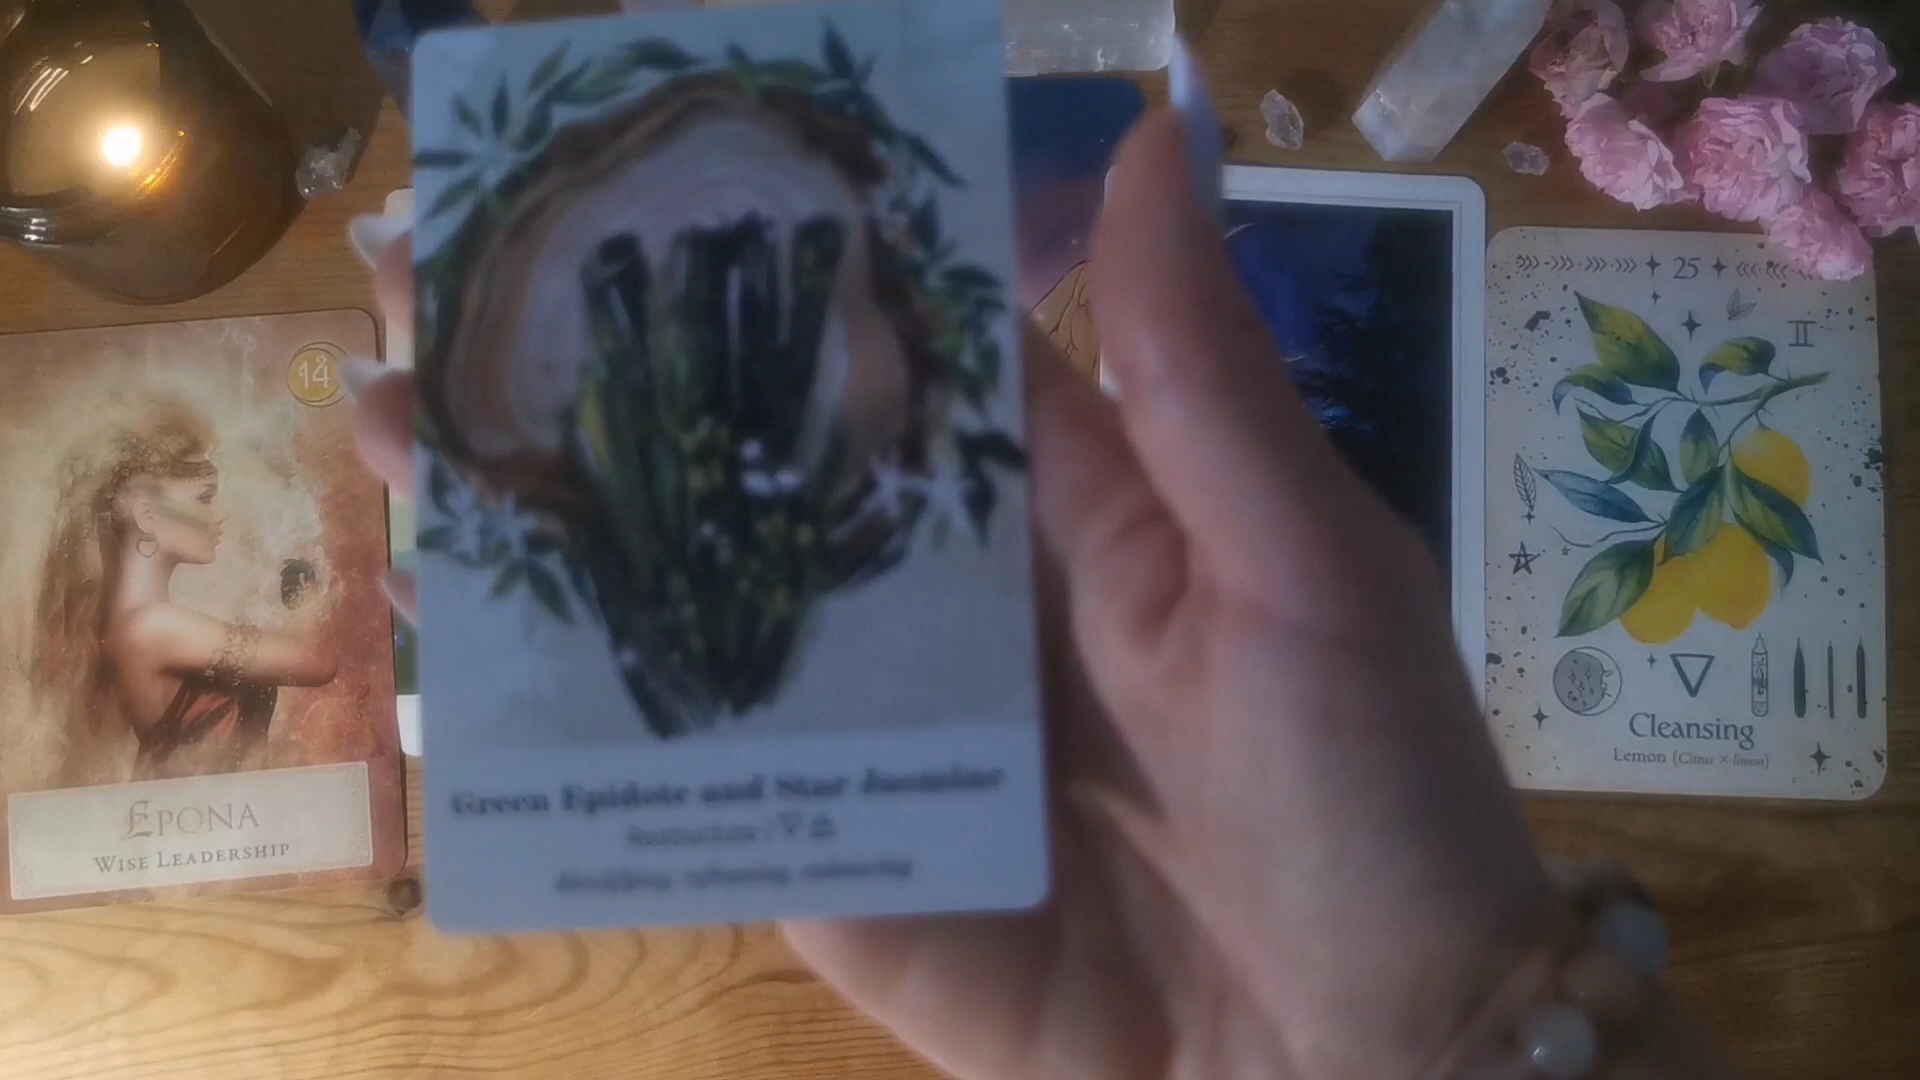 14
EPONA
WISE LEADERSHIP
Green Epidote and Star Jasmine
25
Cleansing
Lemon (Citrus × limon)